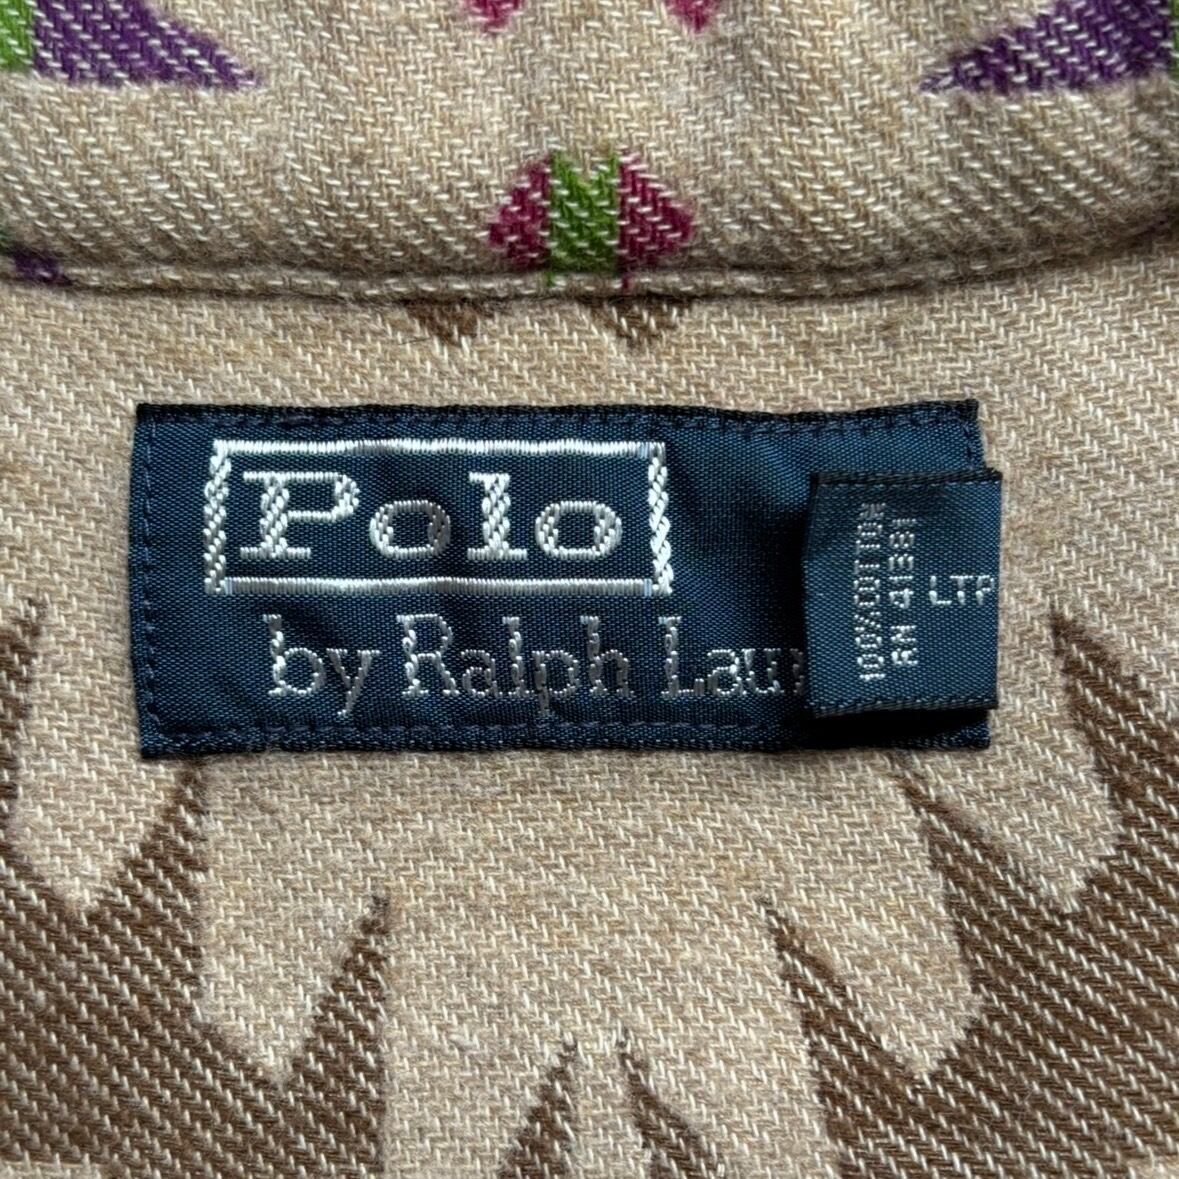 Polo
by Ralph Lau
100% COTTON
RN 41381
LTP